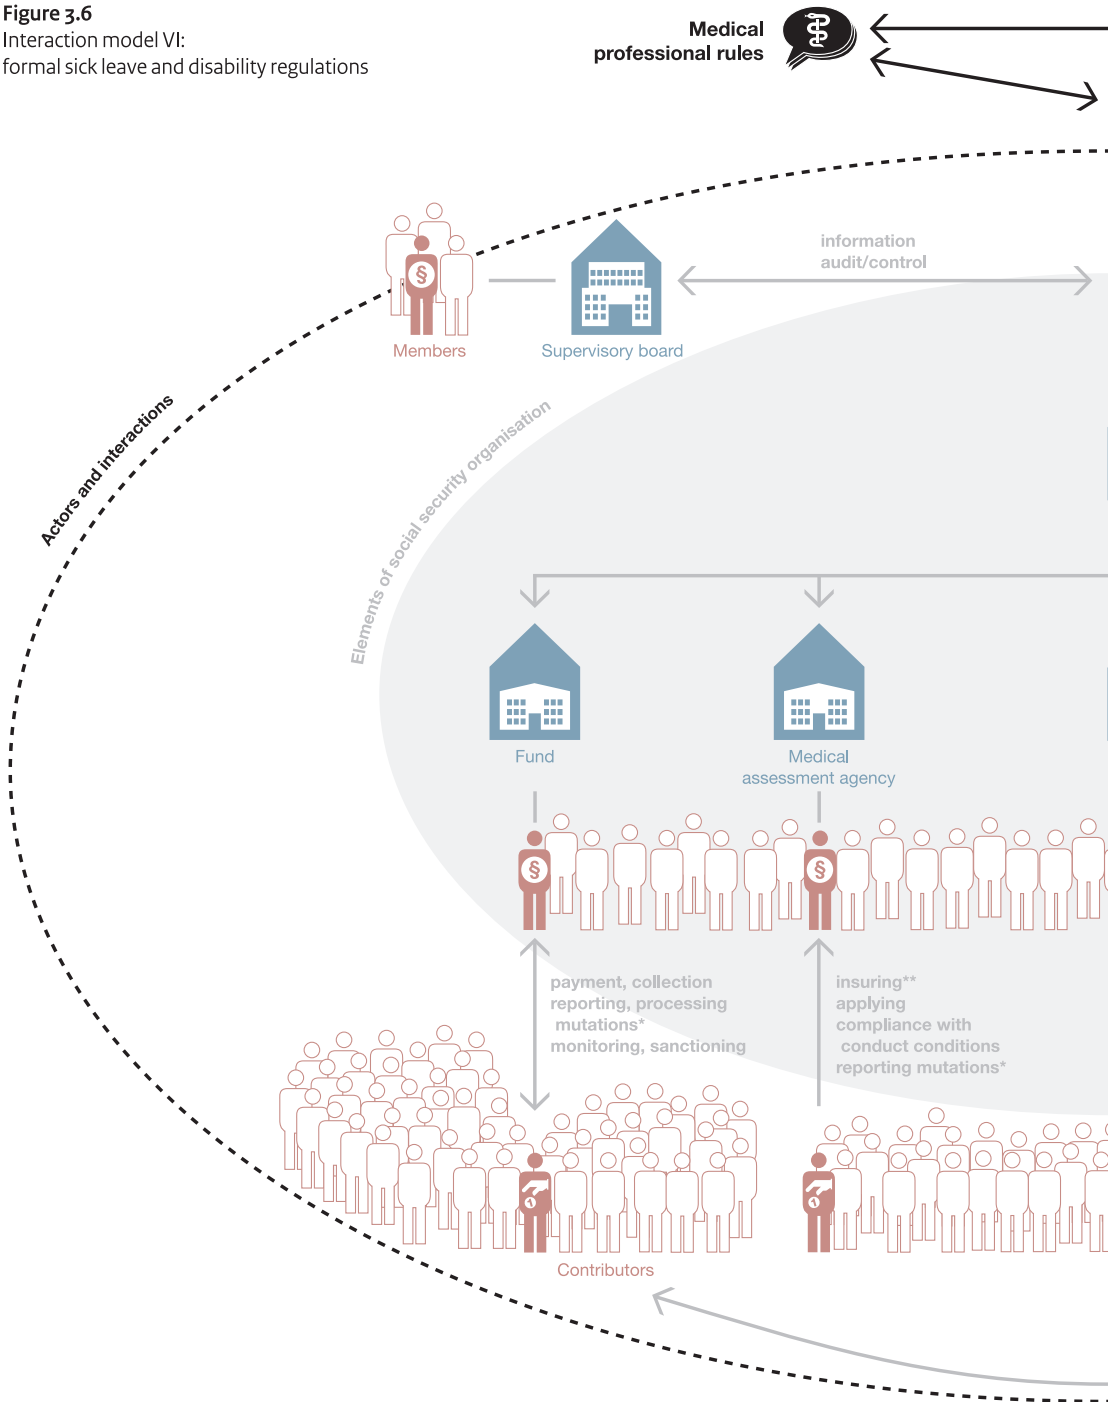 Figure 3.6
Interaction model VI:
formal sick leave and disability regulations
Medical
professional rules
information
audit/control
§
Members
Supervisory board
Actors and interactions
Elements of social security organisation
Fund
Medical
assessment agency
§
§
payment, collection
reporting, processing
mutations*
monitoring, sanctioning
insuring**
applying
compliance with
conduct conditions
reporting mutations*
1
1
Contributors